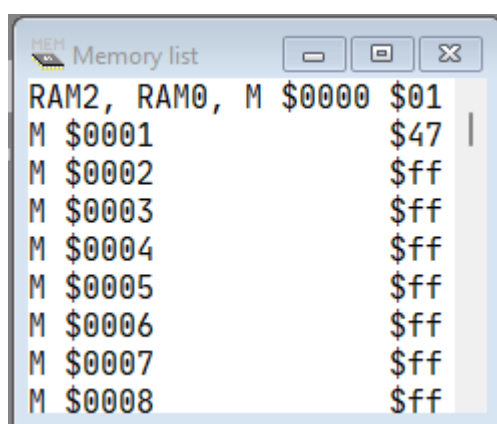 MEM Memory list
RAM2, RAM0, M $0000 $01
M $0001 $47
M $0002 $ff
M $0003 $ff
M $0004 $ff
M $0005 $ff
M $0006 $ff
M $0007 $ff
M $0008 $ff